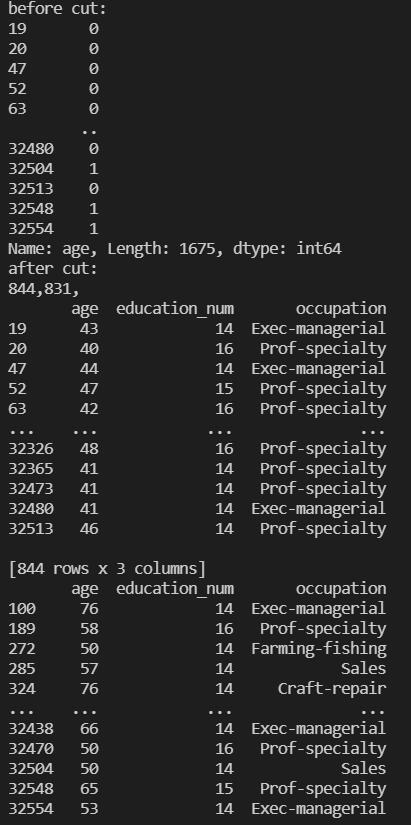 before cut:
19 0
20 0
47 0
52 0
63 0
..
32480 0
32504 1
32513 0
32548 1
32554 1
Name: age, Length: 1675, dtype: int64
after cut:
844,831,
age education_num occupation
19 43 14 Exec-managerial
20 40 16 Prof-specialty
47 44 14 Exec-managerial
52 47 15 Prof-specialty
63 42 16 Prof-specialty
... ... ... ...
32326 48 16 Prof-specialty
32365 41 14 Prof-specialty
32473 41 14 Prof-specialty
32480 41 14 Exec-managerial
32513 46 14 Prof-specialty
[844 rows x 3 columns]
age education_num occupation
100 76 14 Exec-managerial
189 58 16 Prof-specialty
272 50 14 Farming-fishing
285 57 14 Sales
324 76 14 Craft-repair
... ... ... ...
32438 66 14 Exec-managerial
32470 50 16 Prof-specialty
32504 50 14 Sales
32548 65 15 Prof-specialty
32554 53 14 Exec-managerial